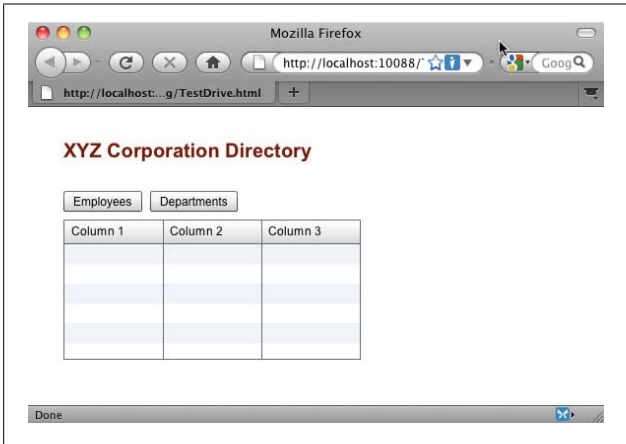 Mozilla Firefox
http://localhost:10088/
Goog
http://localhost:...g/TestDrive.html
+
XYZ Corporation Directory
Employees Departments
Column 1 Column 2 Column 3
Done